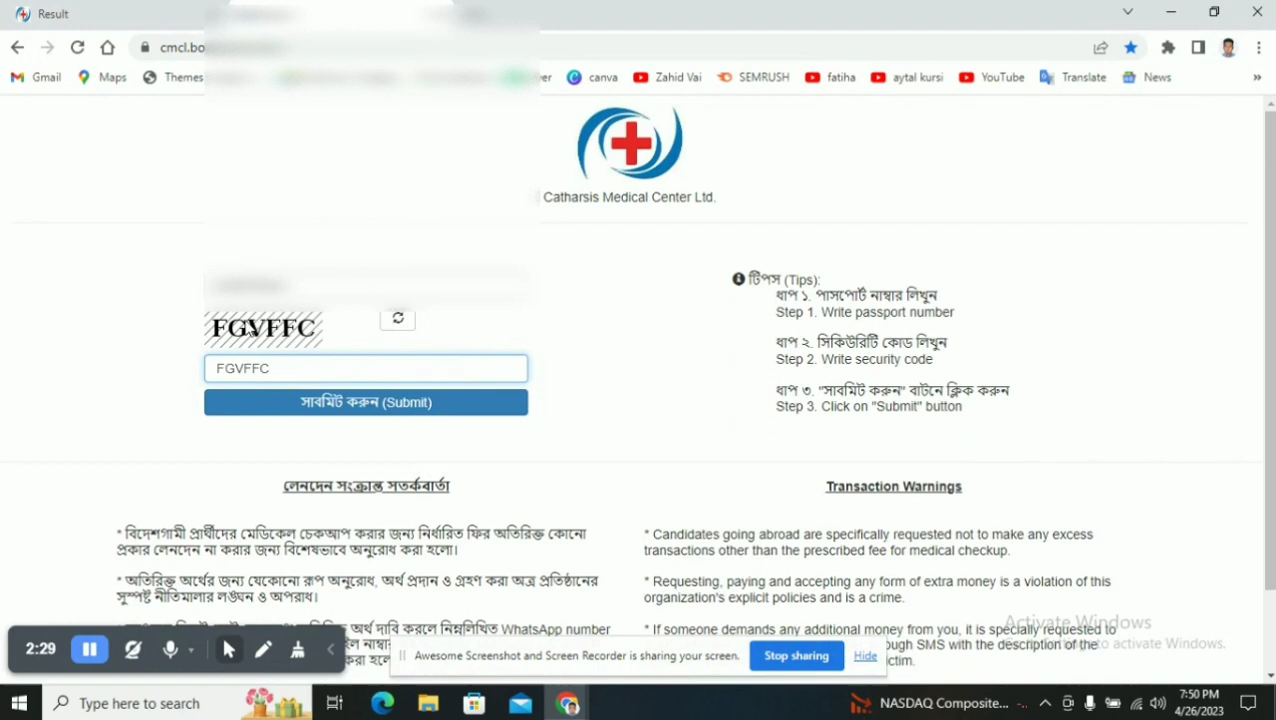 Result
cmcl.bo
Gmail Maps Themes canva Zahid Vai SEMRUSH fatiha aytal kursi YouTube Translate News »
Catharsis Medical Center Ltd.
টিপস (Tips):
ধাপ ১. পাসপোর্ট নাম্বার লিখুন
Step 1. Write passport number
FGVFFC
ধাপ ২. সিকিউরিটি কোড লিখুন
Step 2. Write security code
FGVFFC
ধাপ ৩. "সাবমিট করুন" বাটনে ক্লিক করুন
Step 3. Click on "Submit" button
সাবমিট করুন (Submit)
লেনদেন সংক্রান্ত সতর্কবার্তা
* বিদেশগামী প্রার্থীদের মেডিকেল চেকআপ করার জন্য নির্ধারিত ফির অতিরিক্ত কোনো
প্রকার লেনদেন না করার জন্য বিশেষভাবে অনুরোধ করা হলো।
* অতিরিক্ত অর্থের জন্য যেকোনো রূপ অনুরোধ, অর্থ প্রদান ও গ্রহণ করা অত্র প্রতিষ্ঠানের
সুস্পষ্ট নীতিমালার লঙ্ঘন ও অপরাধ।
অর্থ দাবি করলে নিম্নলিখিত WhatsApp number
Transaction Warnings
* Candidates going abroad are specifically requested not to make any excess
transactions other than the prescribed fee for medical checkup.
* Requesting, paying and accepting any form of extra money is a violation of this
organization's explicit policies and is a crime.
* If someone demands any additional money from you, it is specially requested to
ough SMS with the description of the
ctim.
Activate Windows
to activate Windows.
2:29
Awesome Screenshot and Screen Recorder is sharing your screen. Stop sharing Hide
Type here to search
NASDAQ Composite...
7:50 PM
4/26/2023